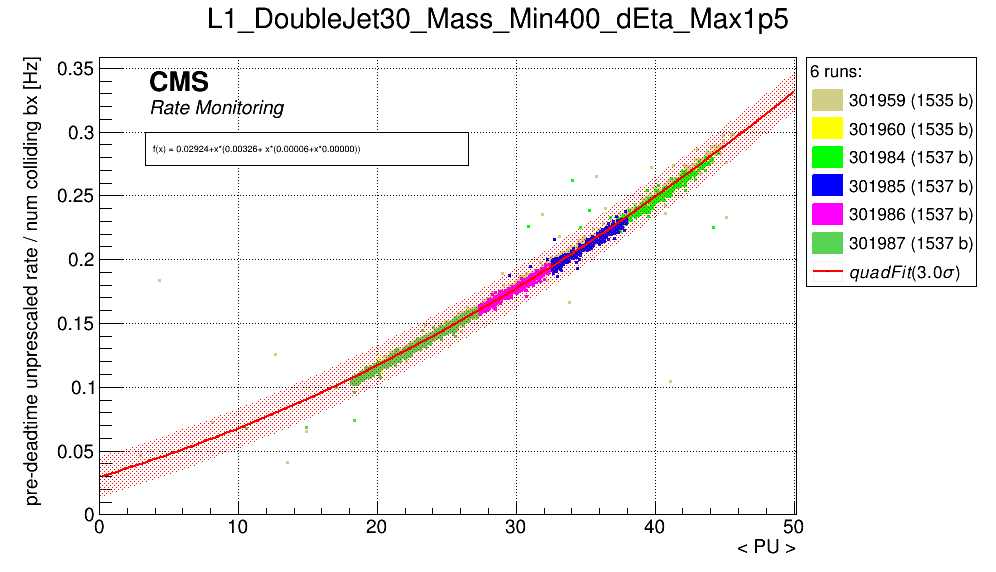 L1_DoubleJet30_Mass_Min400_dEta_Max1p5
pre-deadtime unprescaled rate / num colliding bx [Hz]
0.35
0.3
0.25
0.2
0.15
0.1
0.05
0
CMS
Rate Monitoring
f(x) = 0.02924+x*(0.00326+ x*(0.00006+x*0.00000))
0 10 20 30 40 50
< PU >
6 runs:
301959 (1535 b)
301960 (1535 b)
301984 (1537 b)
301985 (1537 b)
301986 (1537 b)
301987 (1537 b)
quadFit(3.0σ)